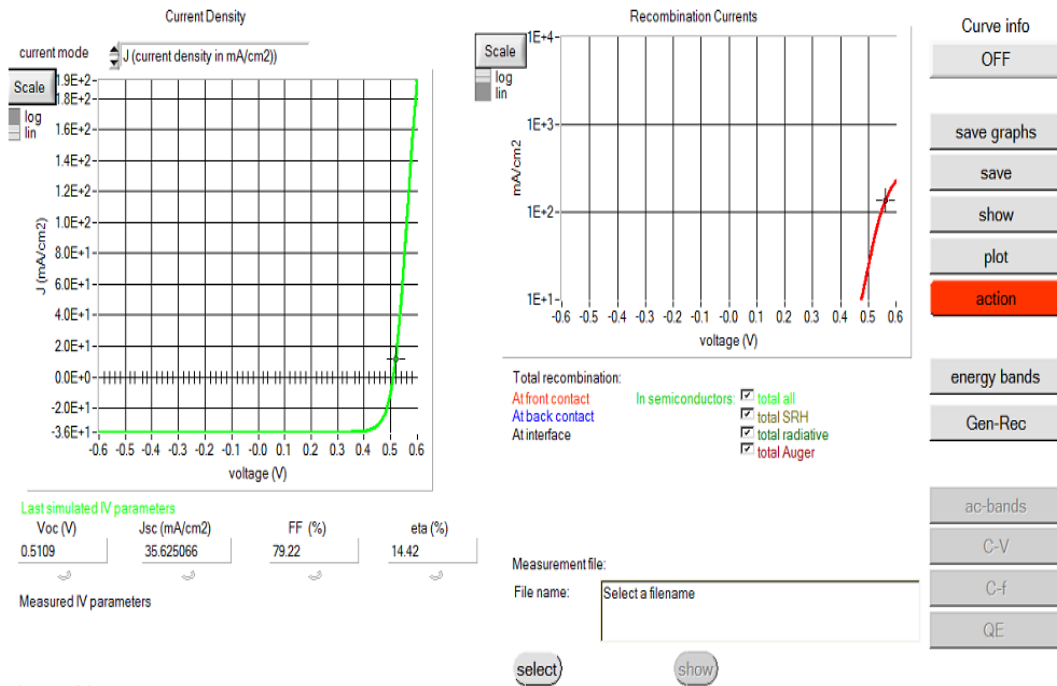 Current Density
current mode
J (current density in mA/cm2))
Scale
log
lin
1.9E+2
1.8E+2
1.6E+2
1.4E+2
1.2E+2
1.0E+2
8.0E+1
6.0E+1
4.0E+1
2.0E+1
0.0E+0
-2.0E+1
-3.6E+1
J (mA/cm2)
-0.6 -0.5 -0.4 -0.3 -0.2 -0.1 -0.0 0.1 0.2 0.3 0.4 0.5 0.6
voltage (V)
Last simulated IV parameters
Voc (V) Jsc (mA/cm2) FF (%) eta (%)
0.5109 35.625066 79.22 14.42
Measured IV parameters
Recombination Currents
Scale
log
lin
1E+4
1E+3
1E+2
1E+1
mA/cm2
-0.6 -0.5 -0.4 -0.3 -0.2 -0.1 -0.0 0.1 0.2 0.3 0.4 0.5 0.6
voltage (V)
Total recombination:
At front contact In semiconductors: total all
At back contact total SRH
At interface total radiative
total Auger
Measurement file:
File name: Select a filename
select show
Curve info
OFF
save graphs
save
show
plot
action
energy bands
Gen-Rec
ac-bands
C-V
C-f
QE